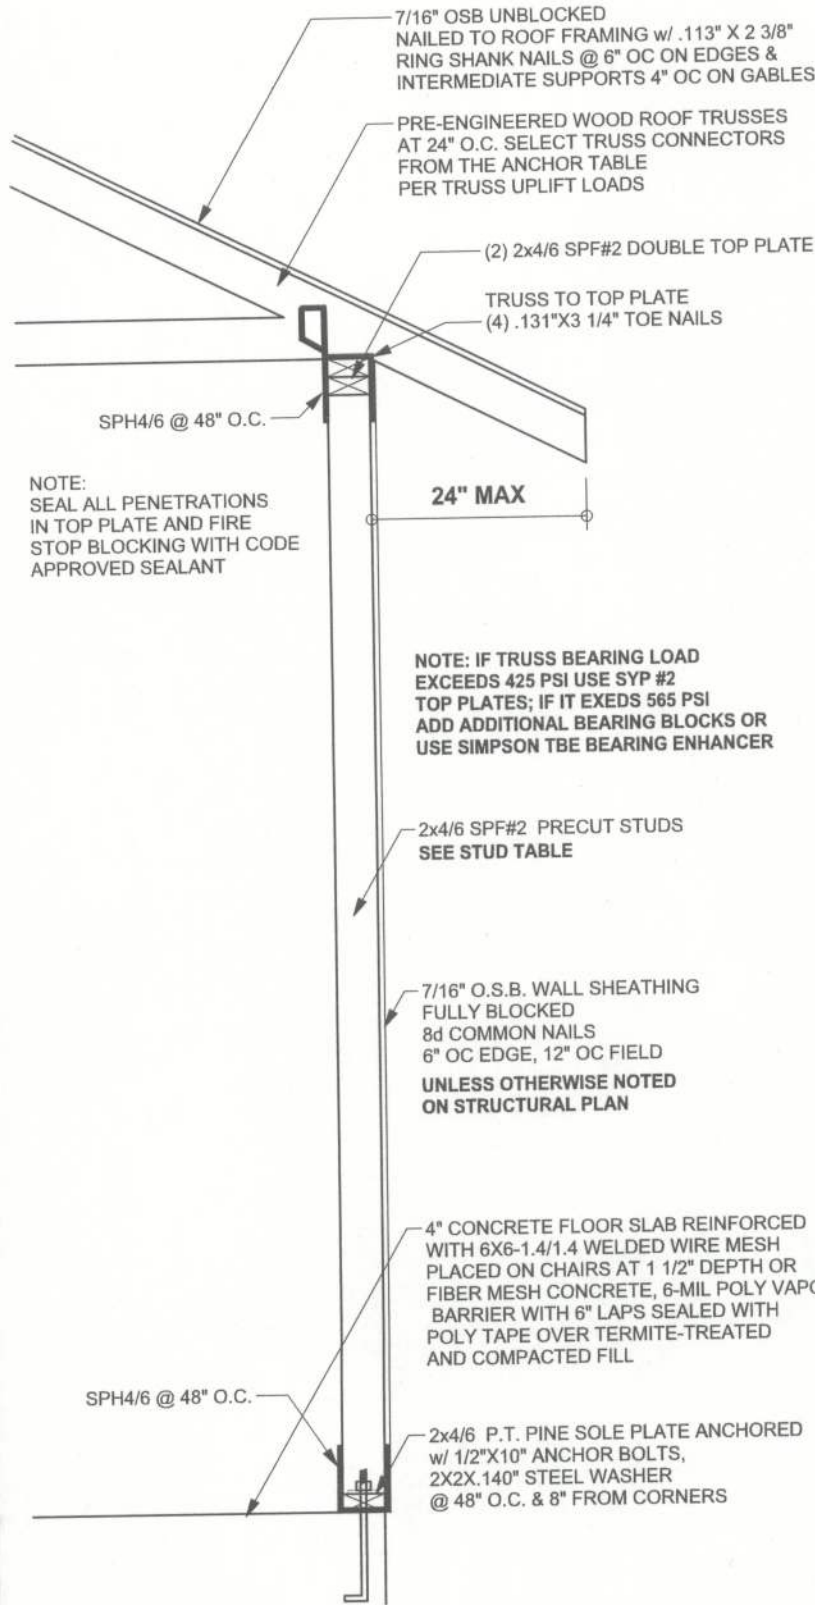 7/16" OSB UNBLOCKED
NAILED TO ROOF FRAMING w/ .113" X 2 3/8"
RING SHANK NAILS @ 6" OC ON EDGES &
INTERMEDIATE SUPPORTS 4" OC ON GABLES
PRE-ENGINEERED WOOD ROOF TRUSSES
AT 24" O.C. SELECT TRUSS CONNECTORS
FROM THE ANCHOR TABLE
PER TRUSS UPLIFT LOADS
(2) 2x4/6 SPF#2 DOUBLE TOP PLATE
TRUSS TO TOP PLATE
(4) .131"X3 1/4" TOE NAILS
SPH4/6 @ 48" O.C.
NOTE:
SEAL ALL PENETRATIONS
IN TOP PLATE AND FIRE
STOP BLOCKING WITH CODE
APPROVED SEALANT
24" MAX
NOTE: IF TRUSS BEARING LOAD
EXCEEDS 425 PSI USE SYP #2
TOP PLATES; IF IT EXEDS 565 PSI
ADD ADDITIONAL BEARING BLOCKS OR
USE SIMPSON TBE BEARING ENHANCER
2x4/6 SPF#2 PRECUT STUDS
SEE STUD TABLE
7/16" O.S.B. WALL SHEATHING
FULLY BLOCKED
8d COMMON NAILS
6" OC EDGE, 12" OC FIELD
UNLESS OTHERWISE NOTED
ON STRUCTURAL PLAN
4" CONCRETE FLOOR SLAB REINFORCED
WITH 6X6-1.4/1.4 WELDED WIRE MESH
PLACED ON CHAIRS AT 1 1/2" DEPTH OR
FIBER MESH CONCRETE, 6-MIL POLY VAPO
BARRIER WITH 6" LAPS SEALED WITH
POLY TAPE OVER TERMITE-TREATED
AND COMPACTED FILL
SPH4/6 @ 48" O.C.
2x4/6 P.T. PINE SOLE PLATE ANCHORED
w/ 1/2"X10" ANCHOR BOLTS,
2X2X.140" STEEL WASHER
@ 48" O.C. & 8" FROM CORNERS